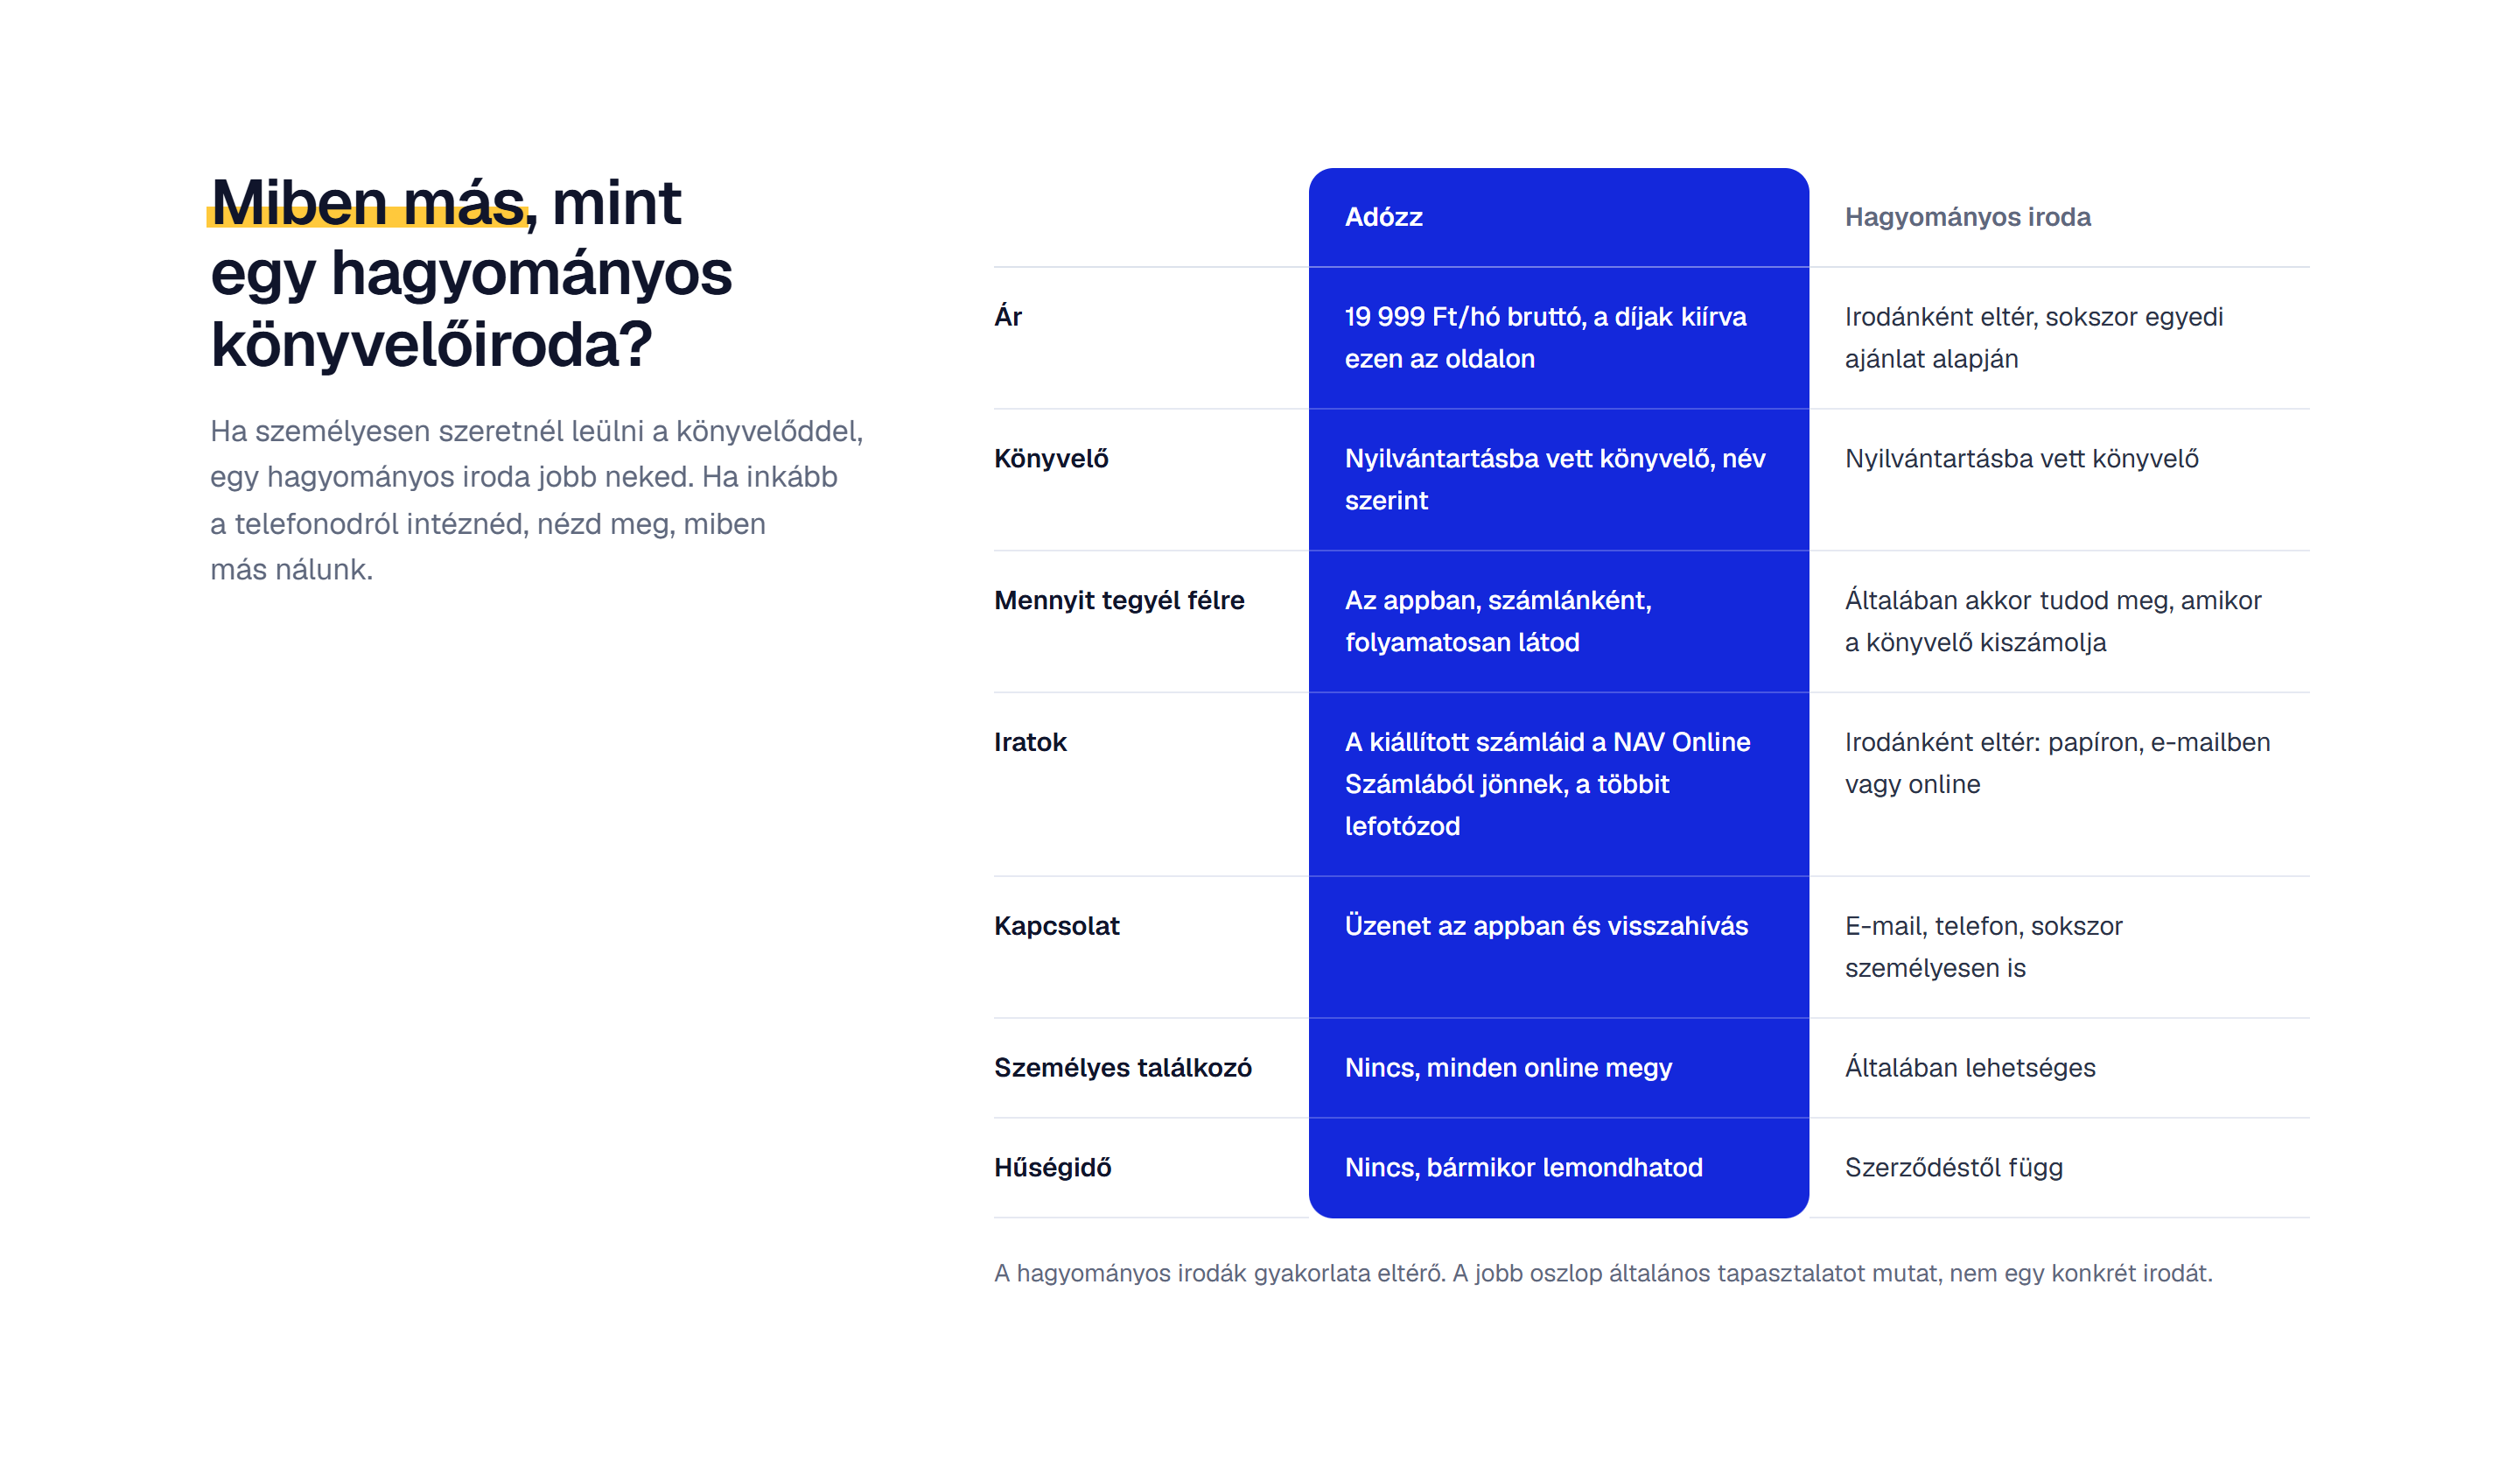 Miben más, mint
egy hagyományos
könyvelőiroda?
Ha személyesen szeretnél leülni a könyvelőddel,
egy hagyományos iroda jobb neked. Ha inkább
a telefonodról intéznéd, nézd meg, miben
más nálunk.
Adózz
Hagyományos iroda
Ár
19 999 Ft/hó bruttó, a díjak kiírva
ezen az oldalon
Irodánként eltér, sokszor egyedi
ajánlat alapján
Könyvelő
Nyilvántartásba vett könyvelő, név
szerint
Nyilvántartásba vett könyvelő
Mennyit tegyél félre
Az appban, számlánként,
folyamatosan látod
Általában akkor tudod meg, amikor
a könyvelő kiszámolja
Iratok
A kiállított számláid a NAV Online
Számlából jönnek, a többit
lefotózod
Irodánként eltér: papíron, e-mailben
vagy online
Kapcsolat
Üzenet az appban és visszahívás
E-mail, telefon, sokszor
személyesen is
Személyes találkozó
Nincs, minden online megy
Általában lehetséges
Hűségidő
Nincs, bármikor lemondhatod
Szerződéstől függ
A hagyományos irodák gyakorlata eltérő. A jobb oszlop általános tapasztalatot mutat, nem egy konkrét irodát.